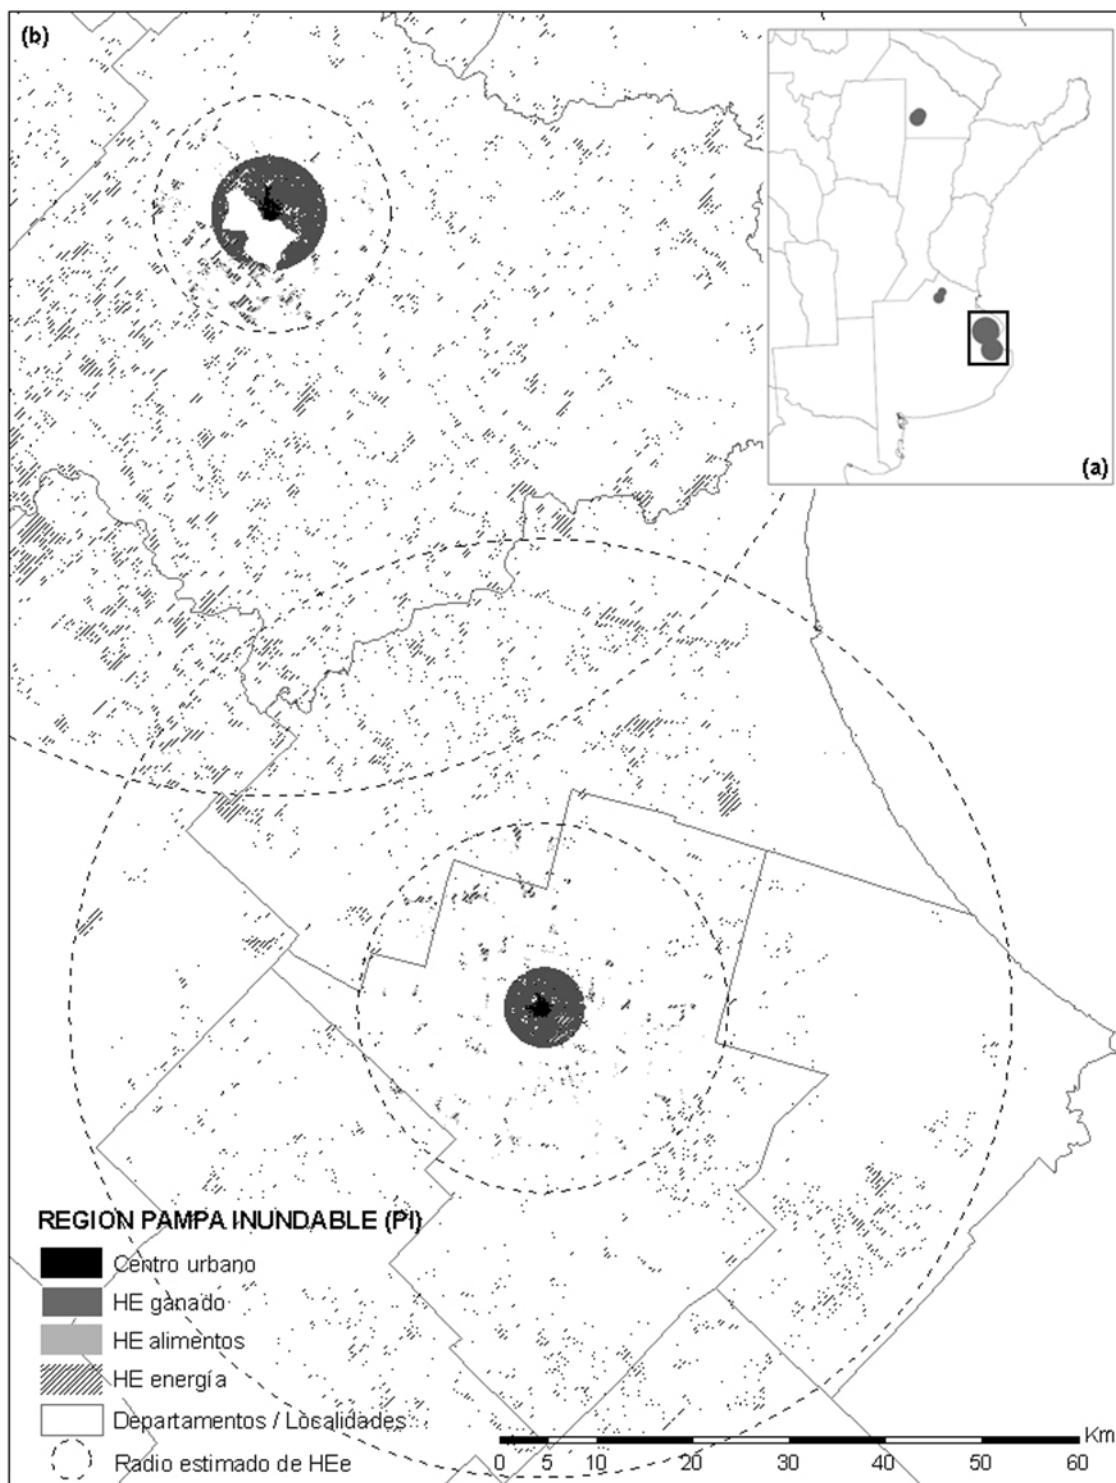 (b)
(a)
REGION PAMPA INUNDABLE (PI)
Centro urbano
HE ganado
HE alimentos
HE energía
Departamentos / Localidades
Radio estimado de HEe
Km
0 5 10 20 30 40 50 60